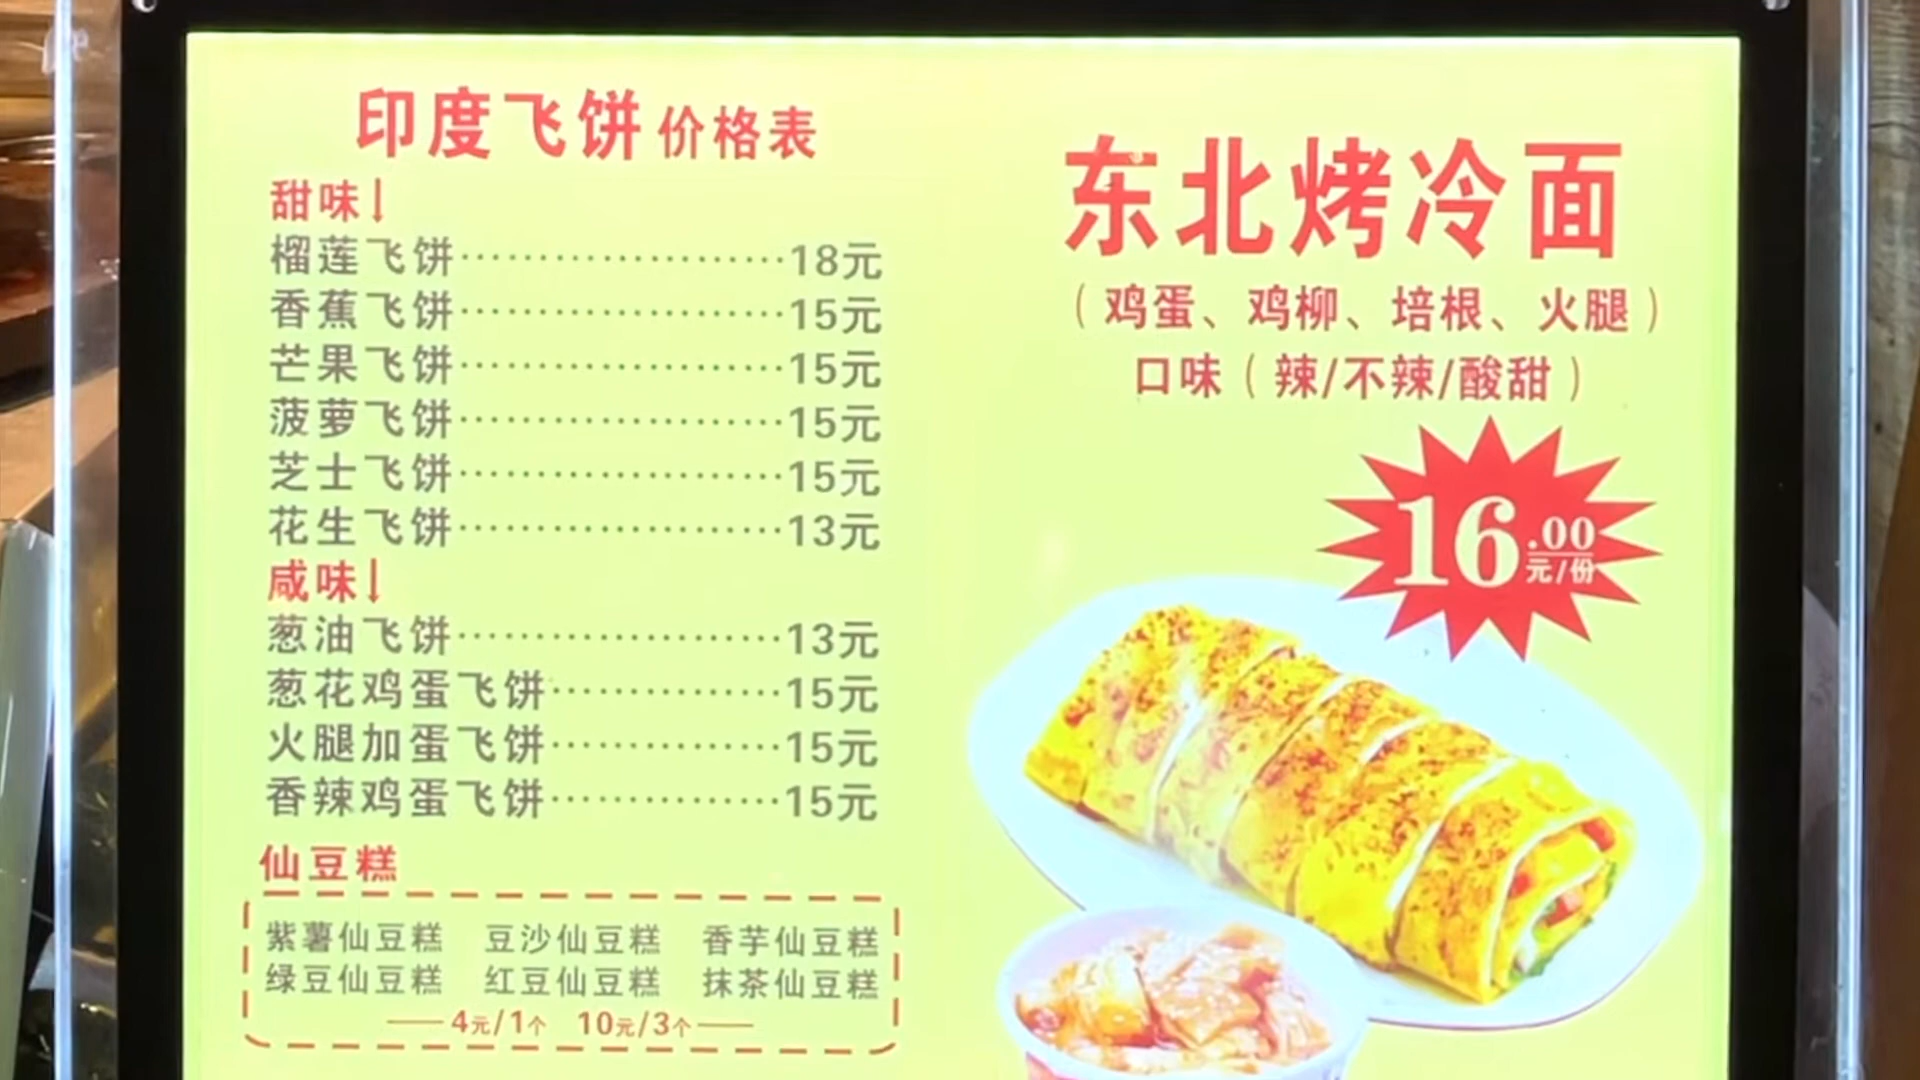 印度飞饼 价格表
甜味↓
榴莲飞饼····················18元
香蕉飞饼····················15元
芒果飞饼····················15元
菠萝飞饼····················15元
芝士飞饼····················15元
花生飞饼····················13元
咸味↓
葱油飞饼····················13元
葱花鸡蛋飞饼··············15元
火腿加蛋飞饼··············15元
香辣鸡蛋飞饼··············15元
仙豆糕
紫薯仙豆糕 豆沙仙豆糕 香芋仙豆糕
绿豆仙豆糕 红豆仙豆糕 抹茶仙豆糕
4元/1个 10元/3个
东北烤冷面
（鸡蛋、鸡柳、培根、火腿）
口味（辣/不辣/酸甜）
16.00
元/份